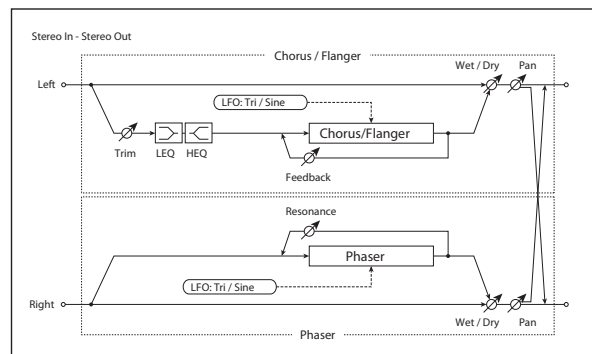 Stereo In - Stereo Out
Chorus / Flanger
Wet / Dry Pan
Left
LFO: Tri / Sine
Chorus/Flanger
Trim LEQ HEQ
Feedback
Resonance
Phaser
LFO: Tri / Sine
Right
Wet / Dry Pan
Phaser